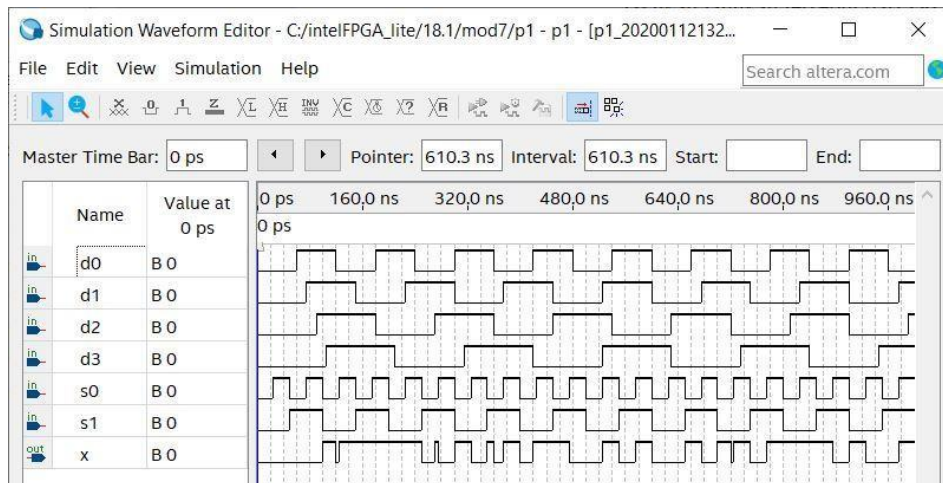 Simulation Waveform Editor - C:/intelFPGA_lite/18.1/mod7/p1 - p1 - [p1_20200112132...
File Edit View Simulation Help
Search altera.com
Master Time Bar: 0 ps Pointer: 610.3 ns Interval: 610.3 ns Start: End:
Name Value at 0 ps 0 ps 160,0 ns 320,0 ns 480,0 ns 640,0 ns 800,0 ns 960.0 ns
0 ps
in d0 B 0
in d1 B 0
in d2 B 0
in d3 B 0
in s0 B 0
in s1 B 0
out x B 0